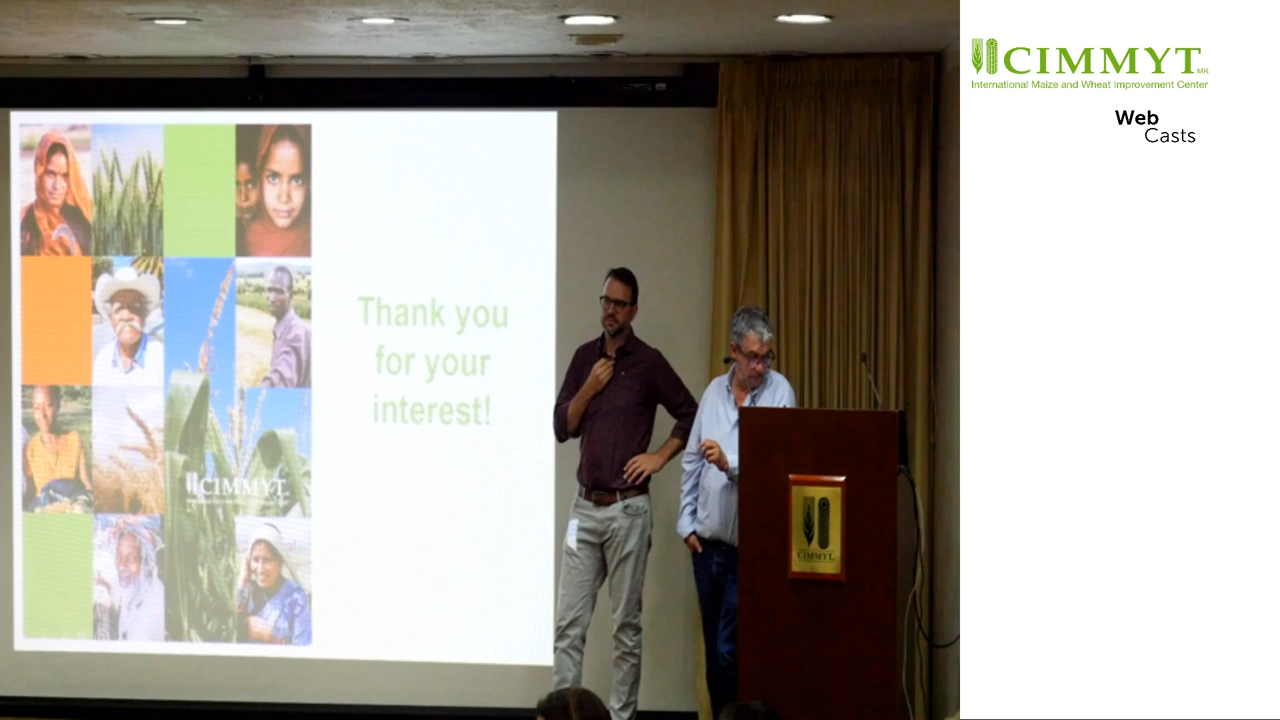 CIMMYT MR
International Maize and Wheat Improvement Center
Web
Casts
Thank you
for your
interest!
CIMMYT
CIMMYT